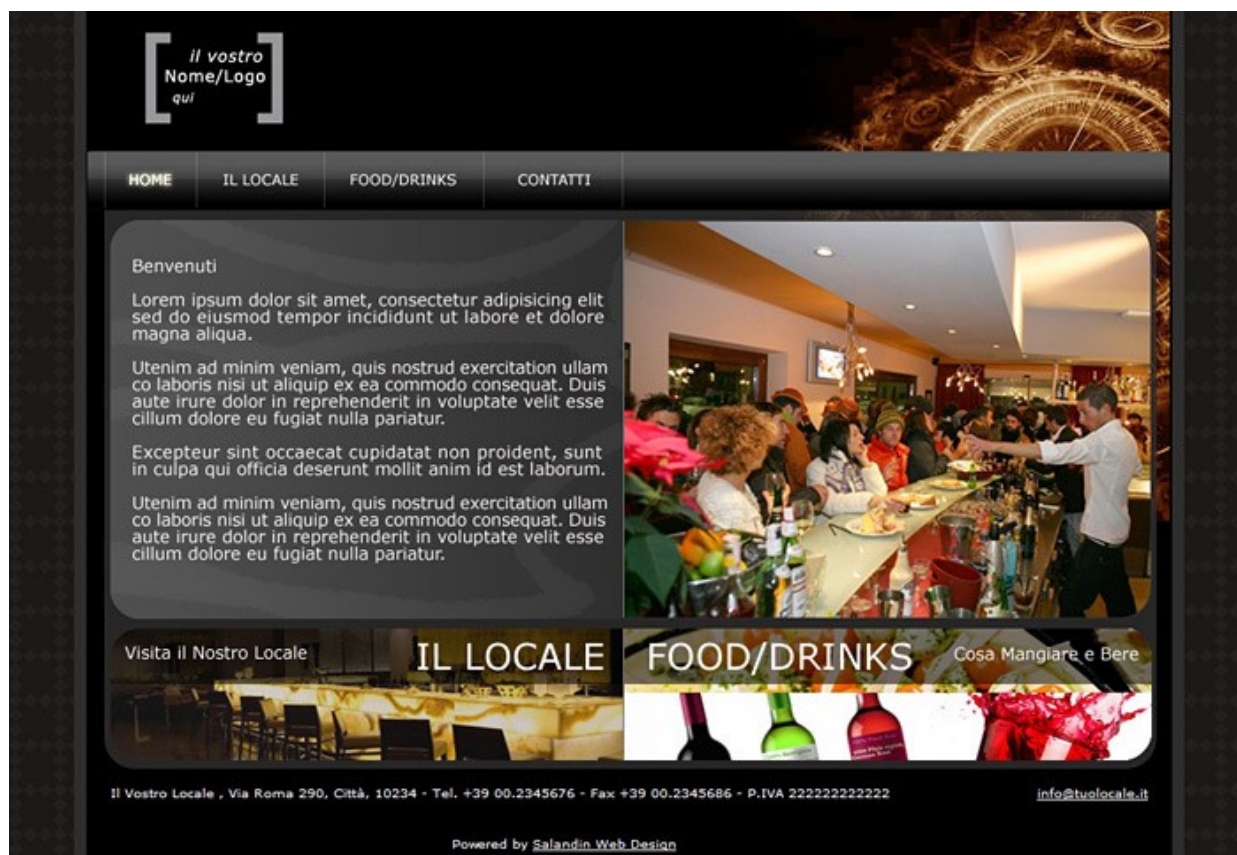 il vostro
Nome/Logo
qui
HOME
IL LOCALE
FOOD/DRINKS
CONTATTI
Benvenuti
Lorem ipsum dolor sit amet, consectetur adipisicing elit
sed do eiusmod tempor incididunt ut labore et dolore
magna aliqua.
Utenim ad minim veniam, quis nostrud exercitation ullam
co laboris nisi ut aliquip ex ea commodo consequat. Duis
aute irure dolor in reprehenderit in voluptate velit esse
cillum dolore eu fugiat nulla pariatur.
Excepteur sint occaecat cupidatat non proident, sunt
in culpa qui officia deserunt mollit anim id est laborum.
Utenim ad minim veniam, quis nostrud exercitation ullam
co laboris nisi ut aliquip ex ea commodo consequat. Duis
aute irure dolor in reprehenderit in voluptate velit esse
cillum dolore eu fugiat nulla pariatur.
Visita il Nostro Locale
IL LOCALE
FOOD/DRINKS
Cosa Mangiare e Bere
Il Vostro Locale , Via Roma 290, Città, 10234 - Tel. +39 00.2345676 - Fax +39 00.2345686 - P.IVA 222222222222
info@tuolocale.it
Powered by Salandin Web Design